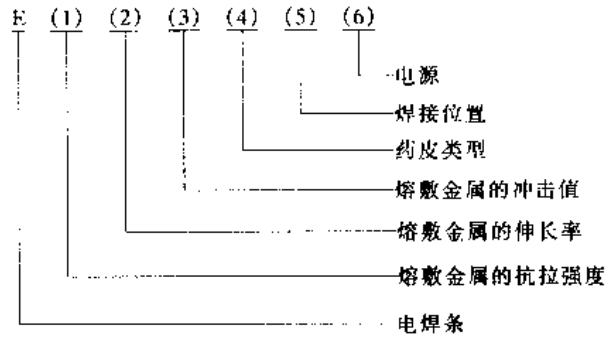 E (1) (2) (3) (4) (5) (6)
电源
焊接位置
药皮类型
熔敷金属的冲击值
熔敷金属的伸长率
熔敷金属的抗拉强度
电焊条